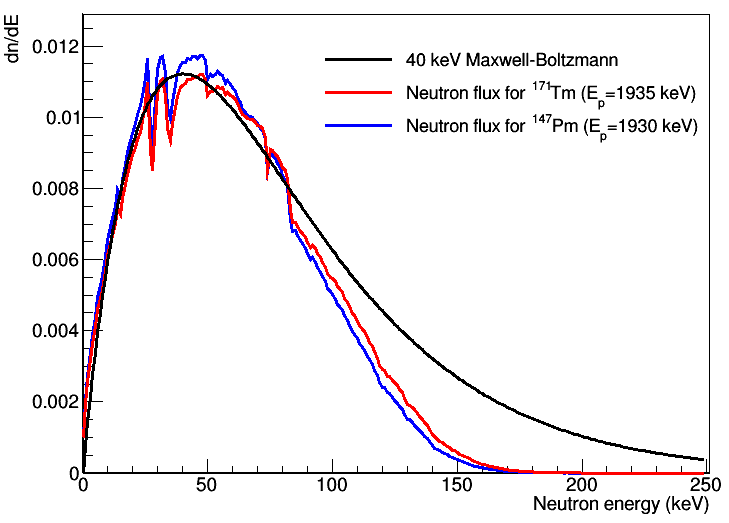 dn/dE
0.012
0.01
0.008
0.006
0.004
0.002
0
40 keV Maxwell-Boltzmann
Neutron flux for ¹⁷¹Tm (Eₚ=1935 keV)
Neutron flux for ¹⁴⁷Pm (Eₚ=1930 keV)
0 50 100 150 200 250
Neutron energy (keV)